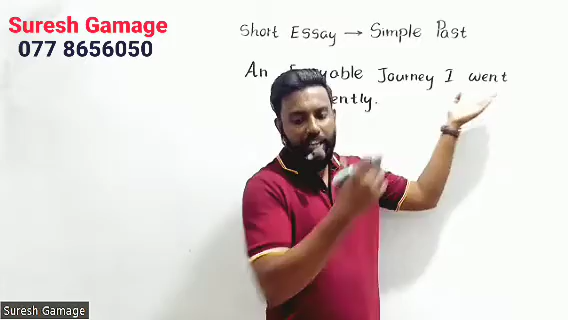 Suresh Gamage
077 8656050
Short Essay → Simple Past
An Journey I went
Suresh Gamage